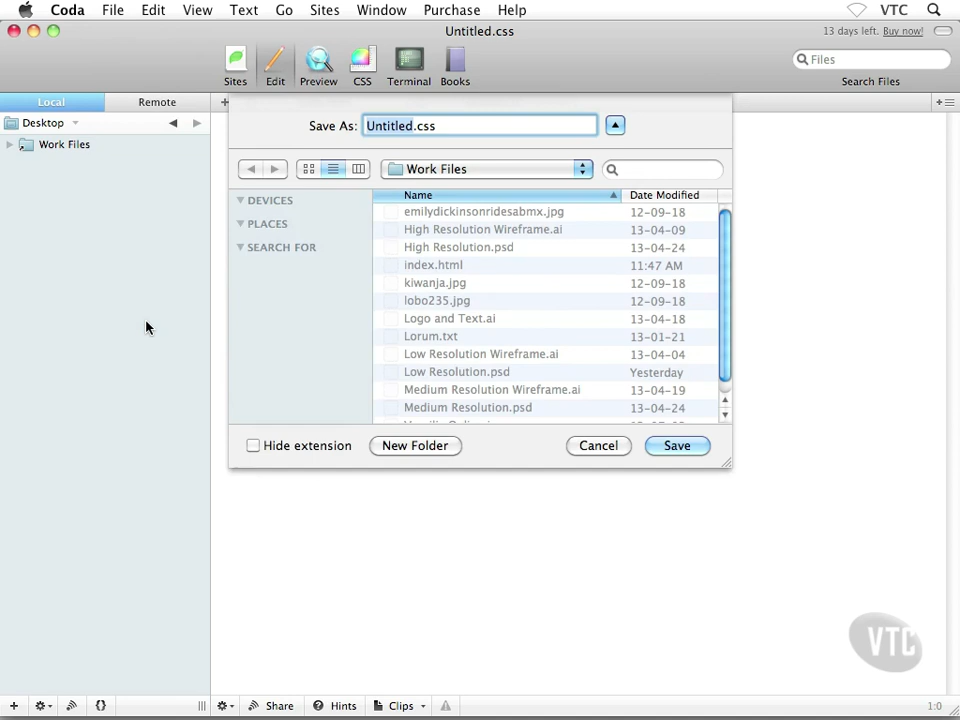 Coda File Edit View Text Go Sites Window Purchase Help VTC
Untitled.css
13 days left. Buy now!
Sites Edit Preview CSS Terminal Books
Files
Search Files
Local Remote
Desktop
Work Files
Save As: Untitled.css
Work Files
DEVICES
PLACES
SEARCH FOR
Name Date Modified
emilydickinsonridesabmx.jpg 12-09-18
High Resolution Wireframe.ai 13-04-09
High Resolution.psd 13-04-24
index.html 11:47 AM
kiwanja.jpg 12-09-18
lobo235.jpg 12-09-18
Logo and Text.ai 13-04-18
Lorum.txt 13-01-21
Low Resolution Wireframe.ai 13-04-04
Low Resolution.psd Yesterday
Medium Resolution Wireframe.ai 13-04-19
Medium Resolution.psd 13-04-24
Hide extension New Folder Cancel Save
VTC
Share Hints Clips 1:0